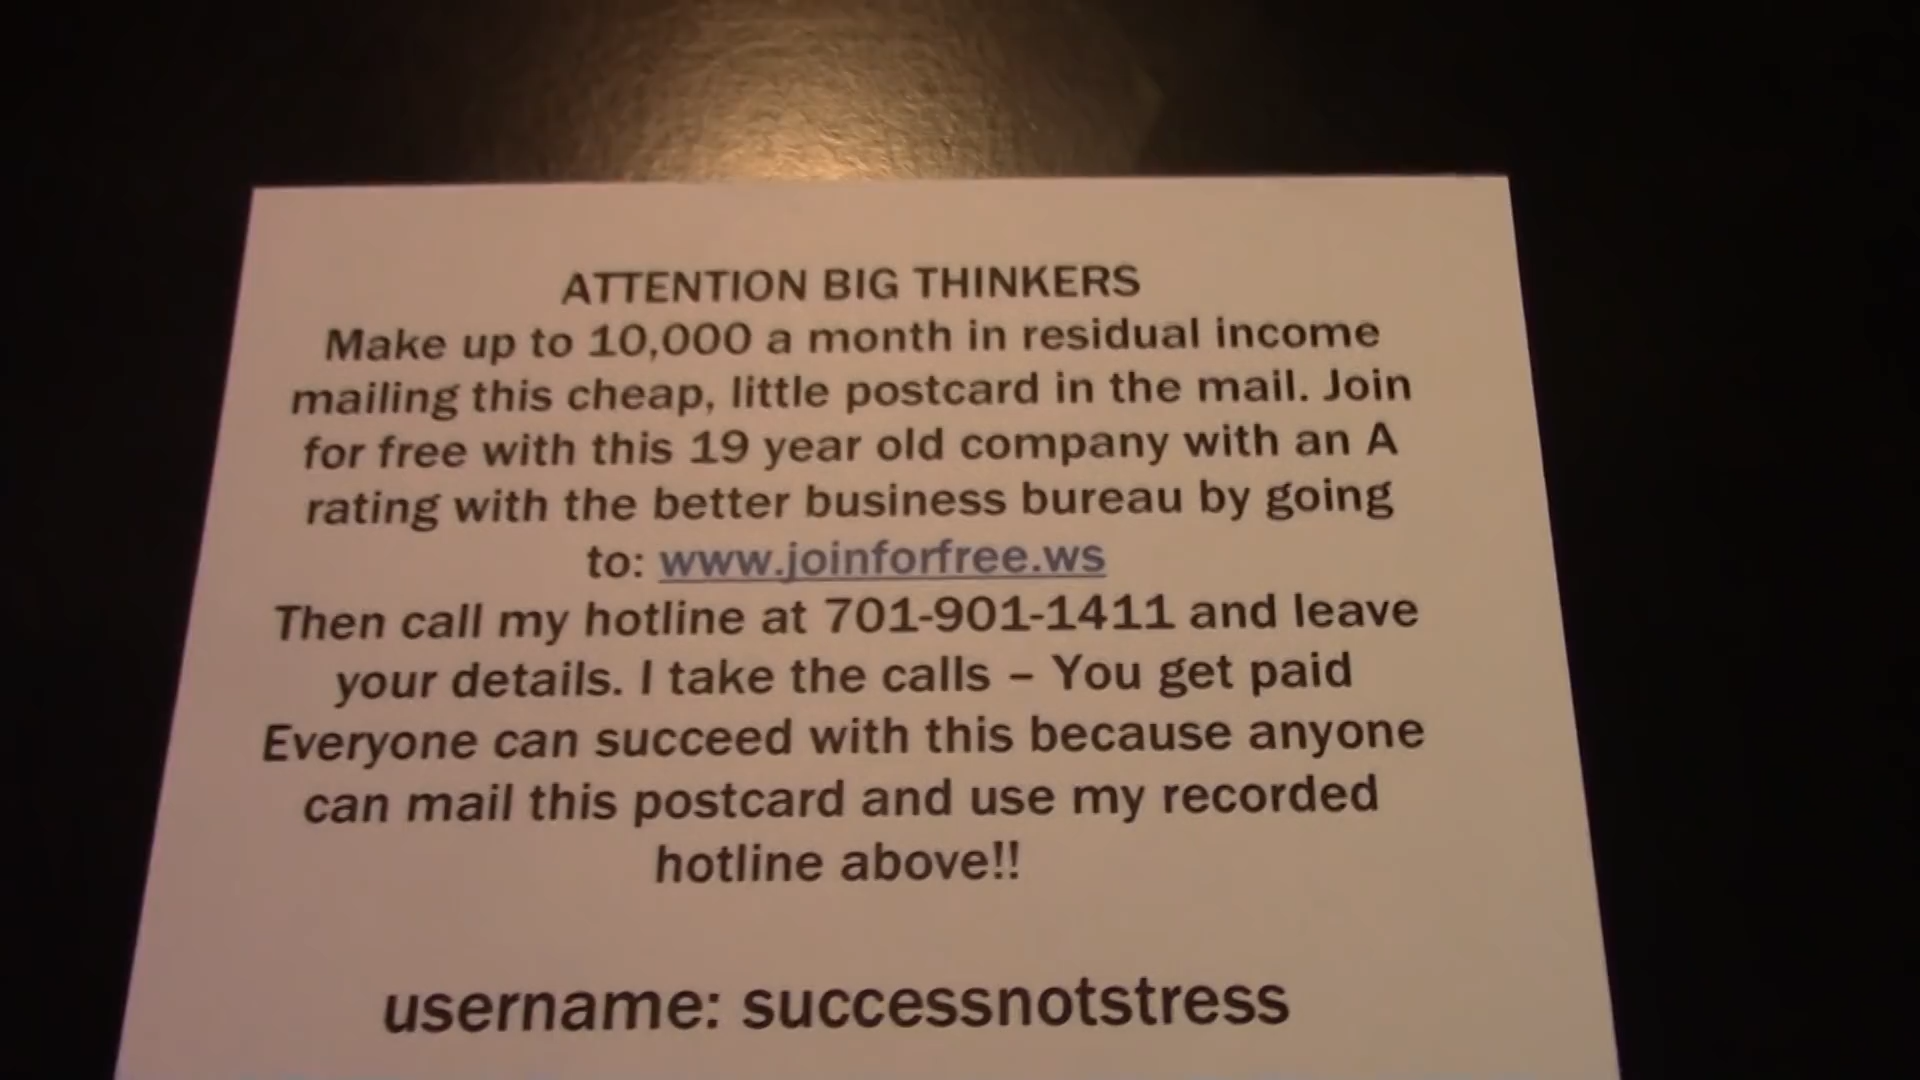 ATTENTION BIG THINKERS
Make up to 10,000 a month in residual income
mailing this cheap, little postcard in the mail. Join
for free with this 19 year old company with an A
rating with the better business bureau by going
to: www.joinforfree.ws
Then call my hotline at 701-901-1411 and leave
your details. I take the calls – You get paid
Everyone can succeed with this because anyone
can mail this postcard and use my recorded
hotline above!!
username: successnotstress